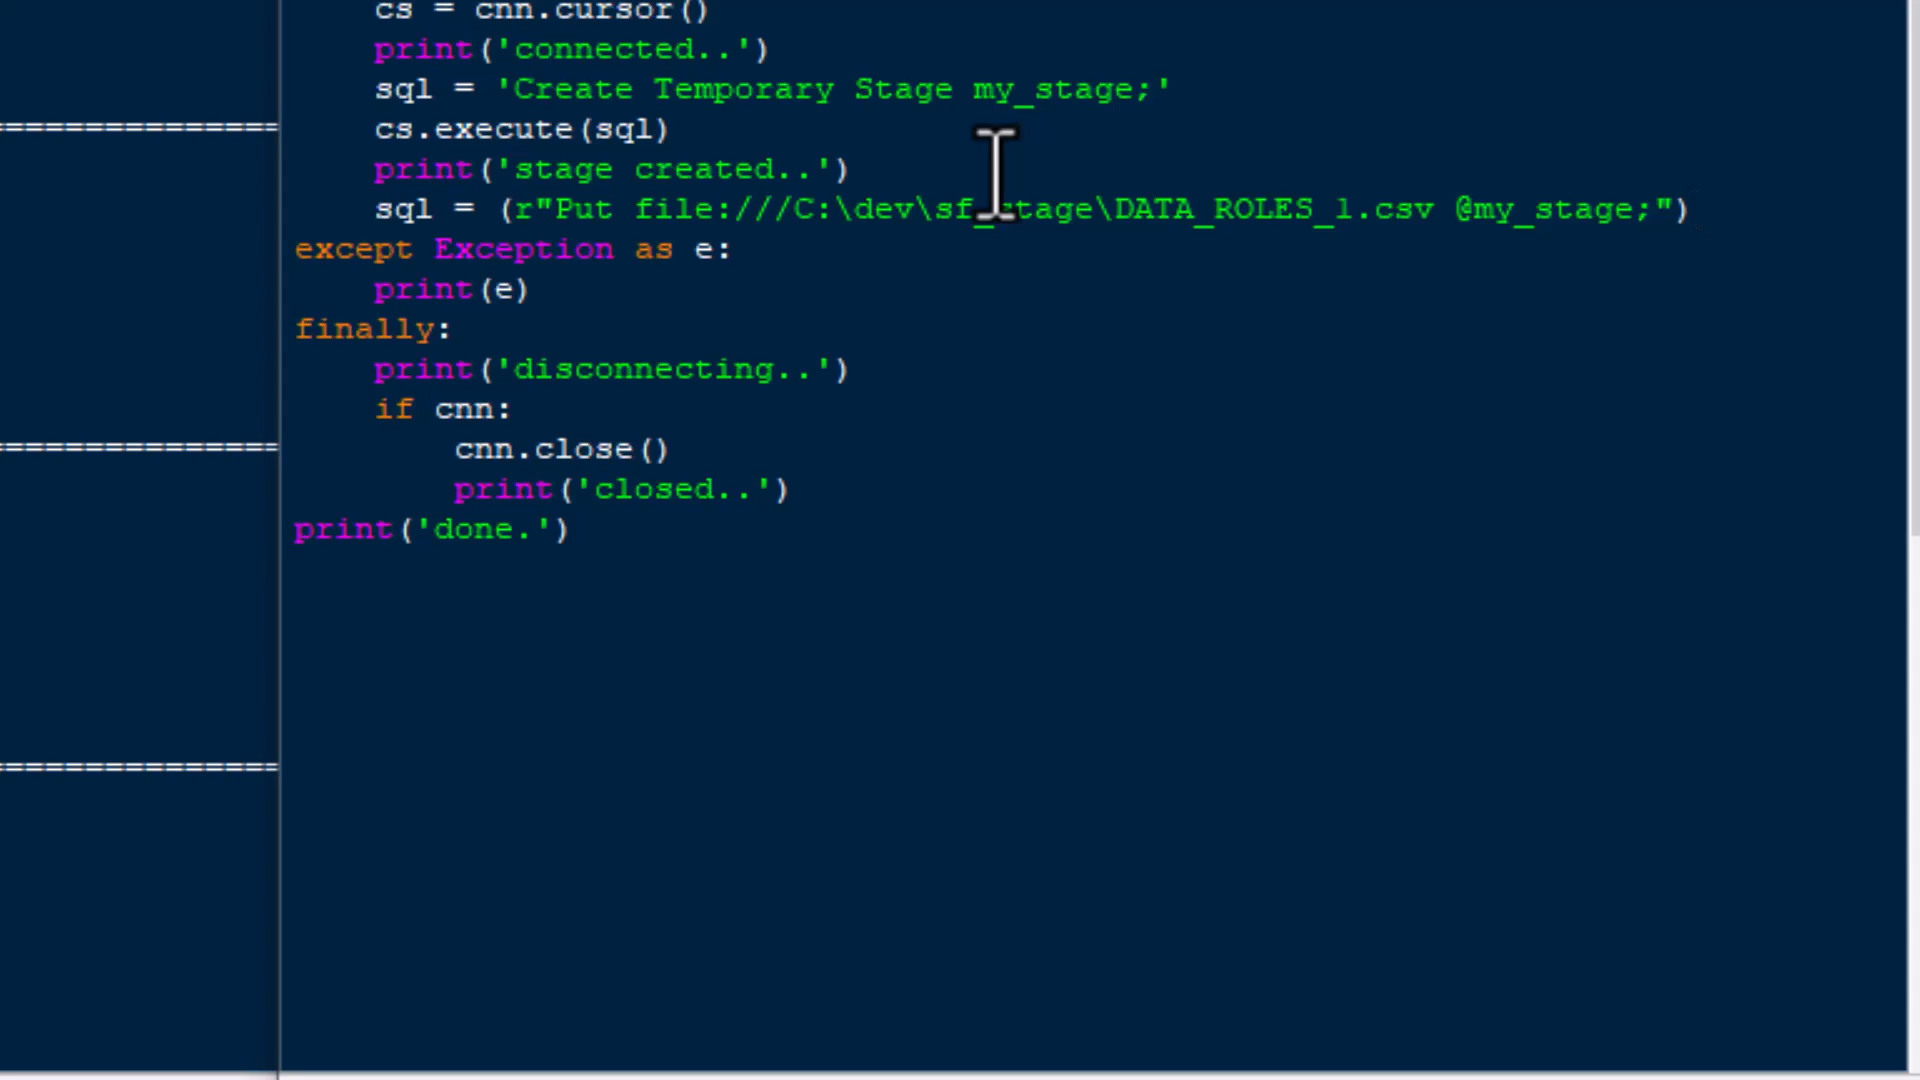 cs = cnn.cursor()
print('connected..')
sql = 'Create Temporary Stage my_stage;'
cs.execute(sql)
print('stage created..')
sql = (r"Put file:///C:\dev\sf_stage\DATA_ROLES_1.csv @my_stage;")
except Exception as e:
print(e)
finally:
print('disconnecting..')
if cnn:
cnn.close()
print('closed..')
print('done.')
==============
==============
==============